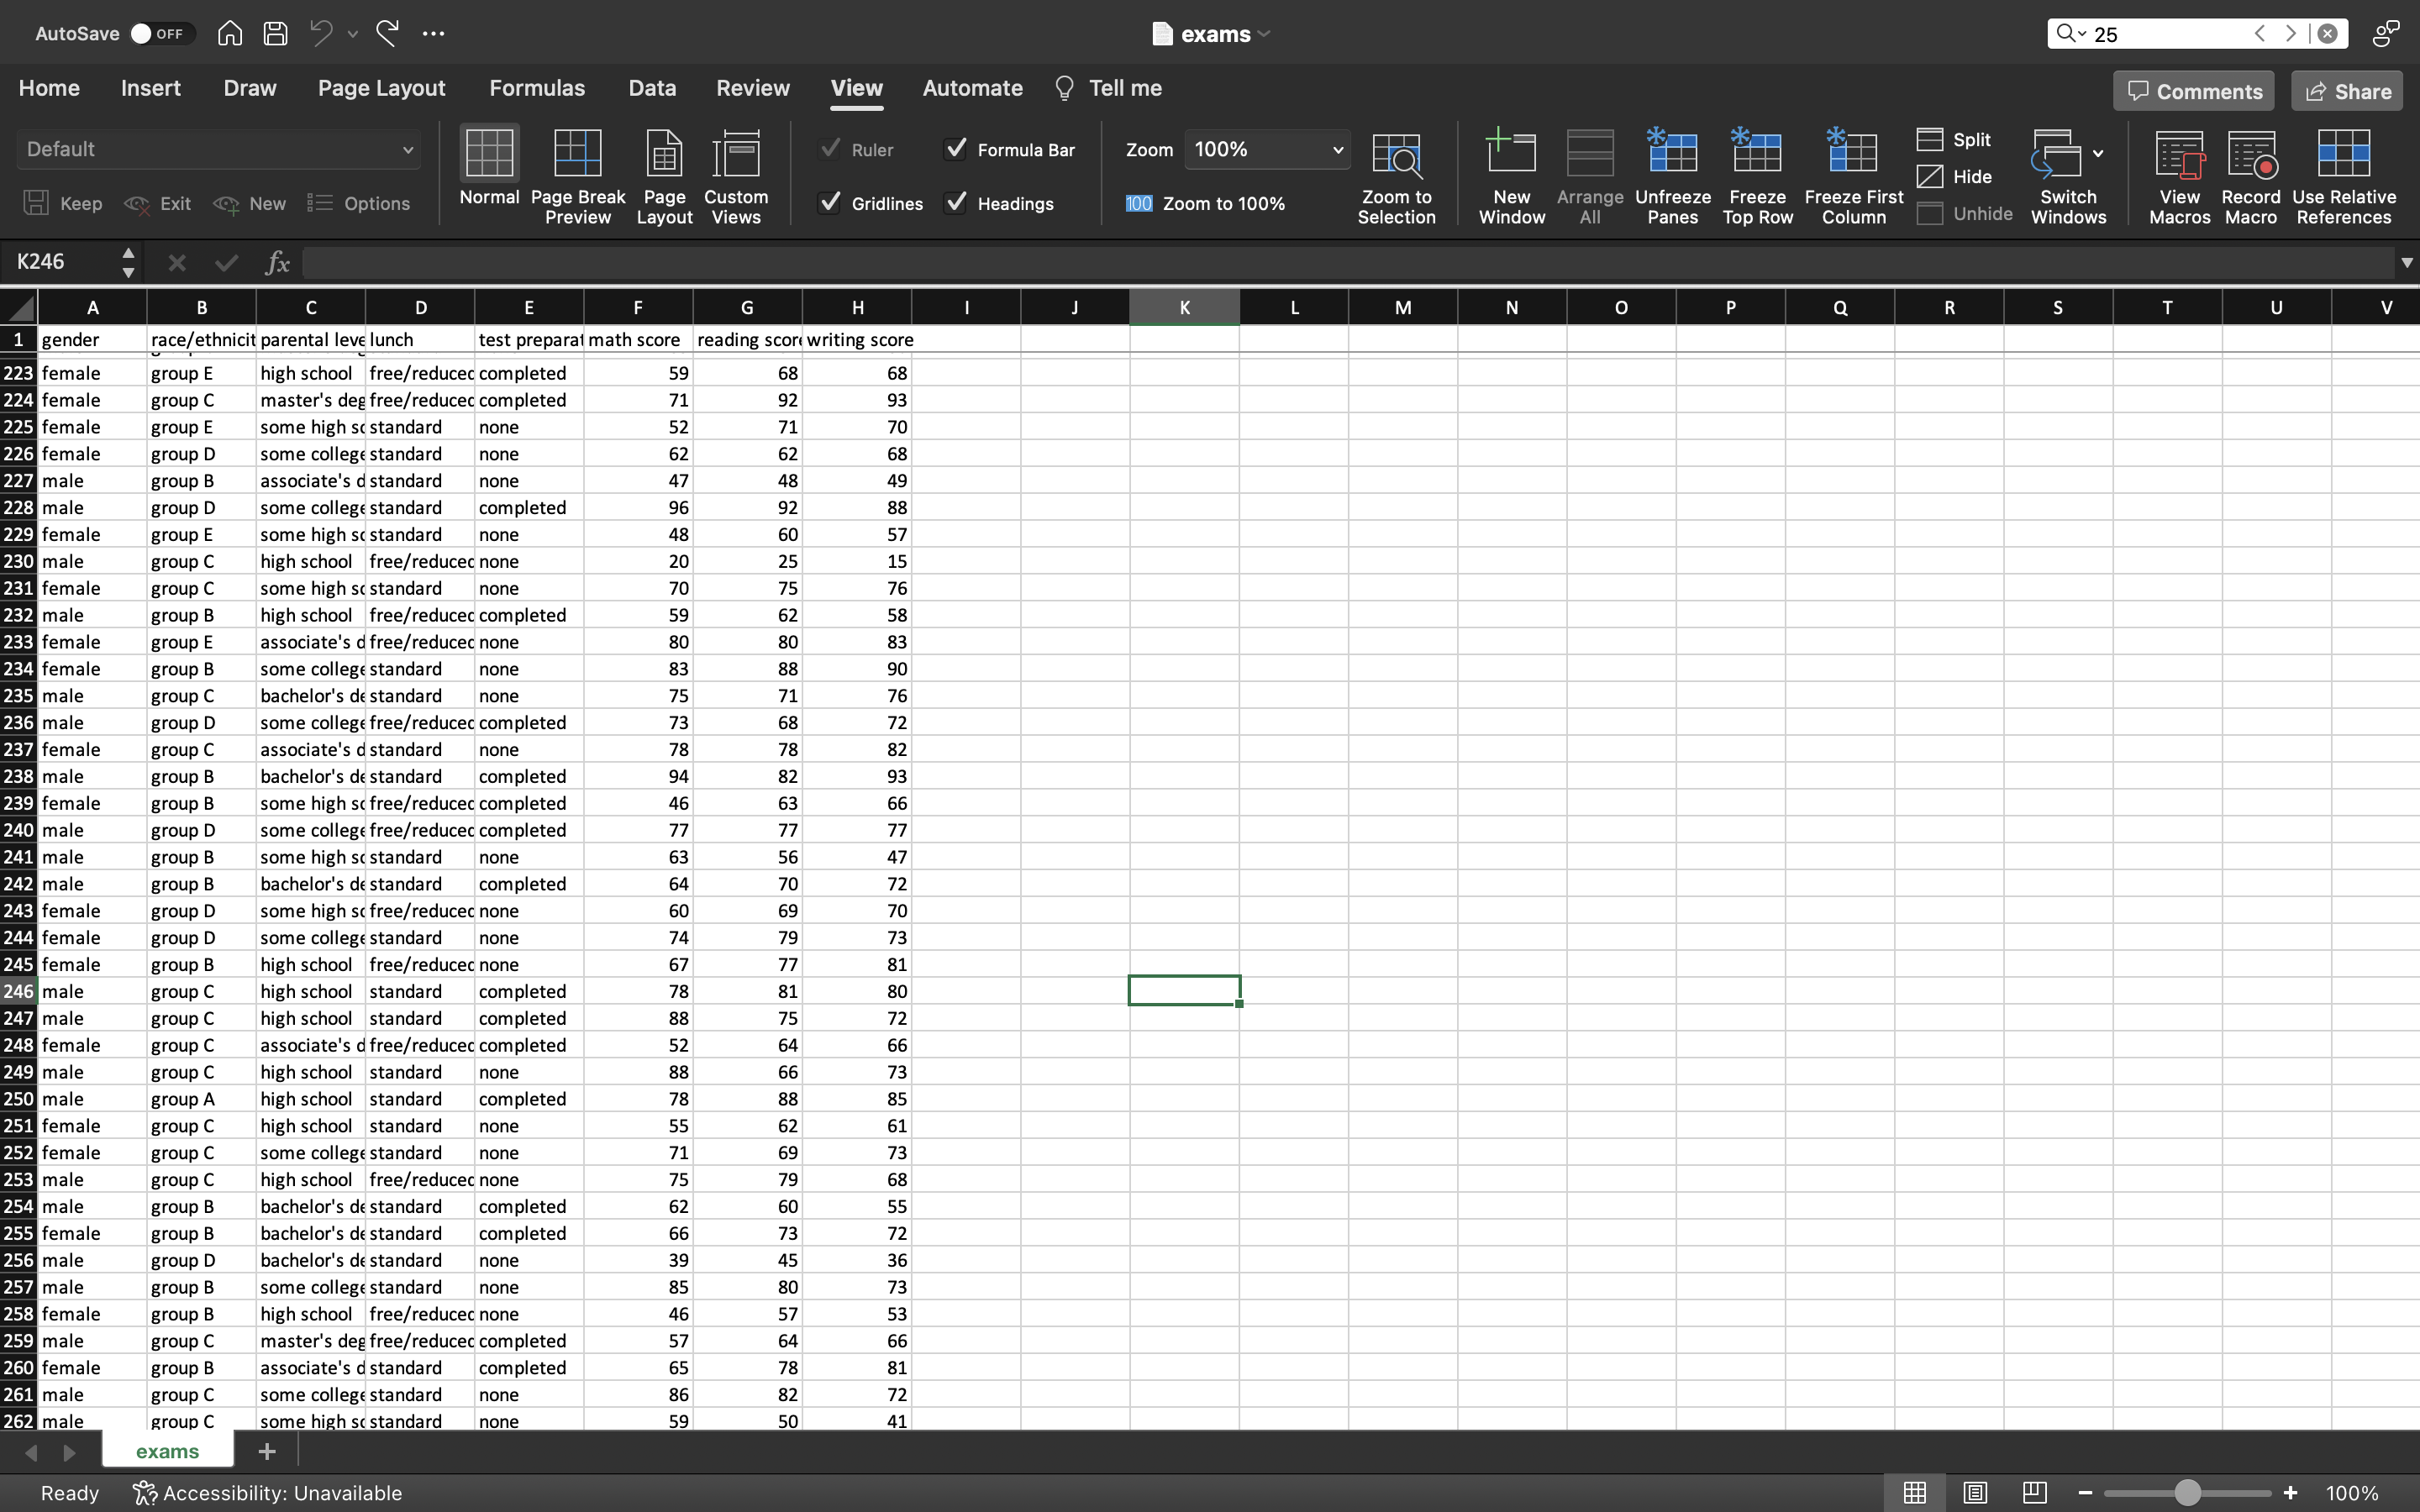 AutoSave OFF
exams
25
Home Insert Draw Page Layout Formulas Data Review View Automate Tell me
Comments Share
Default
Keep Exit New Options
Normal
Page Break Preview
Page Layout
Custom Views
Ruler Formula Bar
Gridlines Headings
Zoom 100%
100 Zoom to 100%
Zoom to Selection
New Window
Arrange All
Unfreeze Panes
Freeze Top Row
Freeze First Column
Split
Hide
Unhide
Switch Windows
View Macros
Record Macro
Use Relative References
K246 fx
A B C D E F G H I J K L M N O P Q R S T U V
1 gender race/ethnicit parental leve lunch test preparat math score reading score writing score
223 female group E high school free/reduced completed 59 68 68
224 female group C master's deg free/reduced completed 71 92 93
225 female group E some high sc standard none 52 71 70
226 female group D some college standard none 62 62 68
227 male group B associate's d standard none 47 48 49
228 male group D some college standard completed 96 92 88
229 female group E some high sc standard none 48 60 57
230 male group C high school free/reduced none 20 25 15
231 female group C some high sc standard none 70 75 76
232 male group B high school free/reduced completed 59 62 58
233 female group E associate's d free/reduced none 80 80 83
234 female group B some college standard none 83 88 90
235 male group C bachelor's de standard none 75 71 76
236 male group D some college free/reduced completed 73 68 72
237 female group C associate's d standard none 78 78 82
238 male group B bachelor's de standard completed 94 82 93
239 female group B some high sc free/reduced completed 46 63 66
240 male group D some college free/reduced completed 77 77 77
241 male group B some high sc standard none 63 56 47
242 male group B bachelor's de standard completed 64 70 72
243 female group D some high sc free/reduced none 60 69 70
244 female group D some college standard none 74 79 73
245 female group B high school free/reduced none 67 77 81
246 male group C high school standard completed 78 81 80
247 male group C high school standard completed 88 75 72
248 female group C associate's d free/reduced completed 52 64 66
249 male group C high school standard none 88 66 73
250 male group A high school standard completed 78 88 85
251 female group C high school standard none 55 62 61
252 female group C some college standard none 71 69 73
253 male group C high school free/reduced none 75 79 68
254 male group B bachelor's de standard completed 62 60 55
255 female group B bachelor's de standard completed 66 73 72
256 male group D bachelor's de standard none 39 45 36
257 male group B some college standard none 85 80 73
258 female group B high school free/reduced none 46 57 53
259 male group C master's deg free/reduced completed 57 64 66
260 female group B associate's d standard completed 65 78 81
261 male group C some college standard none 86 82 72
262 male group C some high sc standard none 59 50 41
exams +
Ready Accessibility: Unavailable
100%